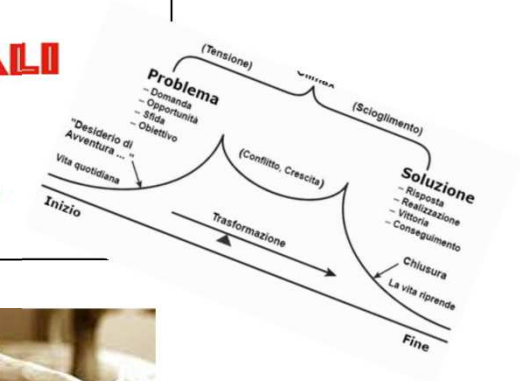 (Tensione)
Climax
(Scioglimento)
Problema
– Domanda
– Opportunità
– Sfida
– Obiettivo
"Desiderio di
Avventura ...
Vita quotidiana
(Conflitto, Crescita)
Soluzione
– Risposta
– Realizzazione
– Vittoria
– Conseguimento
Inizio
Trasformazione
Chiusura
La vita riprende
Fine